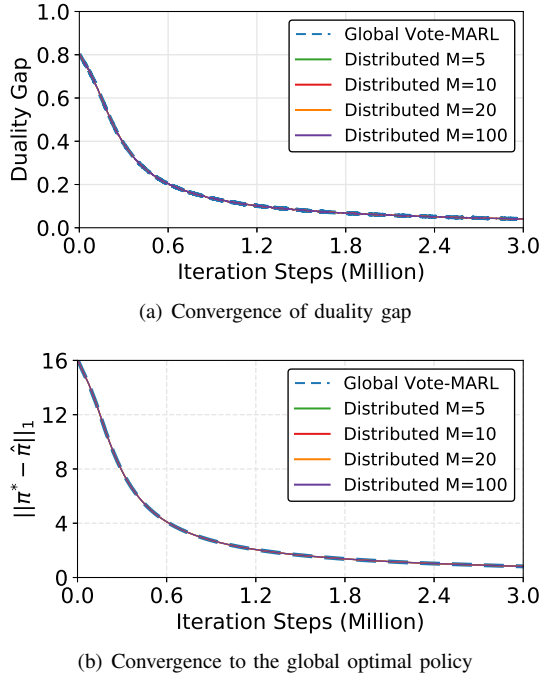 Duality Gap
1.0
0.8
0.6
0.4
0.2
0.0
Global Vote-MARL
Distributed M=5
Distributed M=10
Distributed M=20
Distributed M=100
0.0 0.6 1.2 1.8 2.4 3.0
Iteration Steps (Million)
(a) Convergence of duality gap
||π* − π̂||₁
16
12
8
4
0
Global Vote-MARL
Distributed M=5
Distributed M=10
Distributed M=20
Distributed M=100
0.0 0.6 1.2 1.8 2.4 3.0
Iteration Steps (Million)
(b) Convergence to the global optimal policy